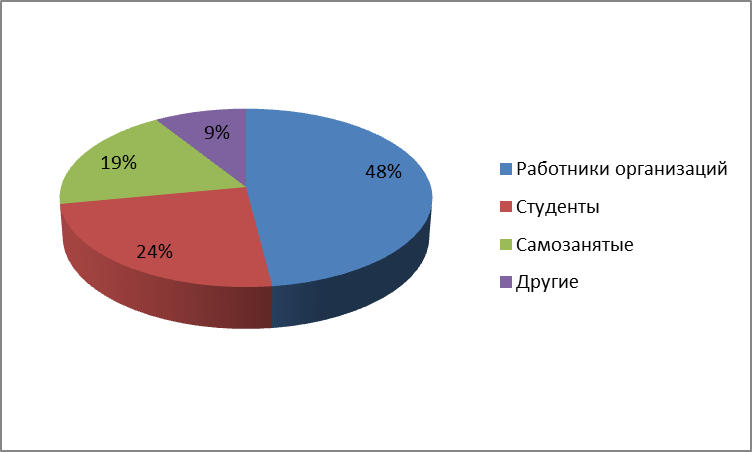 9%
19%
48%
24%
Работники организаций
Студенты
Самозанятые
Другие